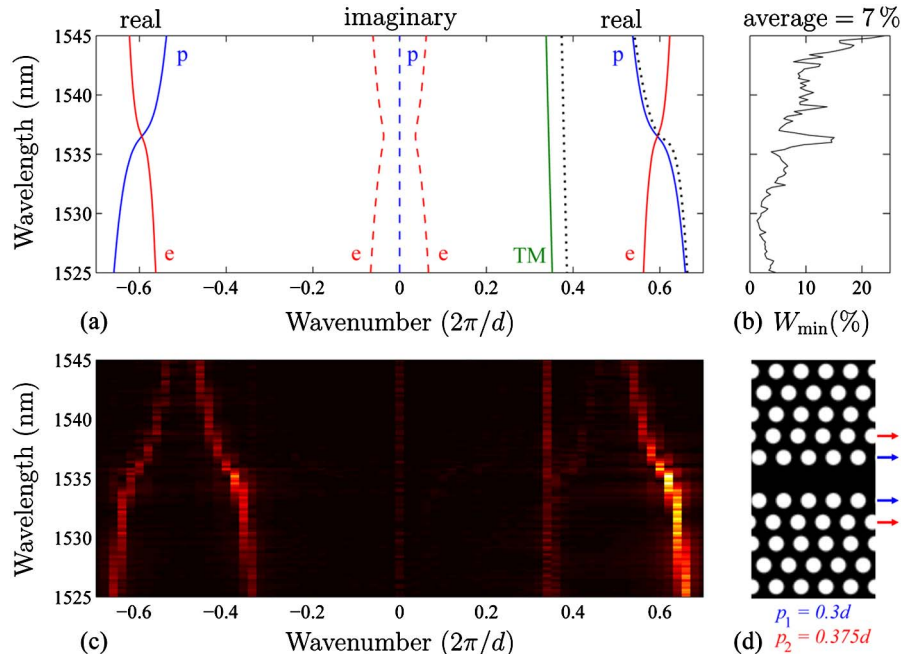 real imaginary real average = 7%
1545
1540
1535
1530
1525
Wavelength (nm)
p p p
e e e TM e
−0.6 −0.4 −0.2 0 0.2 0.4 0.6
0 10 20
(a) Wavenumber (2π/d) (b) Wmin(%)
1545
1540
1535
1530
1525
Wavelength (nm)
−0.6 −0.4 −0.2 0 0.2 0.4 0.6
(c) Wavenumber (2π/d) (d)
p1 = 0.3d
p2 = 0.375d